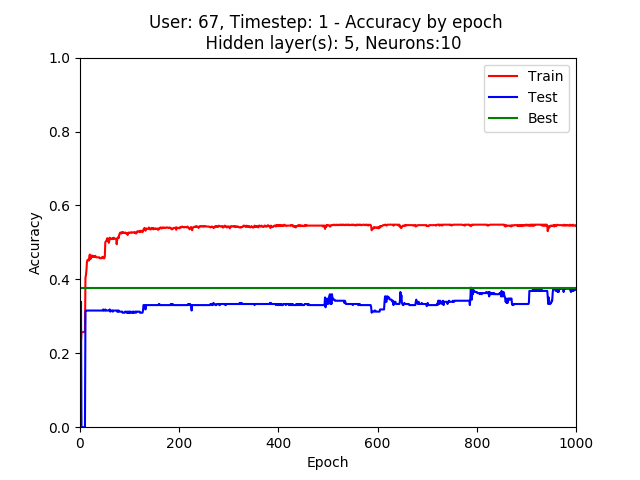 User: 67, Timestep: 1 - Accuracy by epoch
Hidden layer(s): 5, Neurons:10
1.0
0.8
0.6
0.4
0.2
0.0
Accuracy
Train
Test
Best
0
200
400
600
800
1000
Epoch